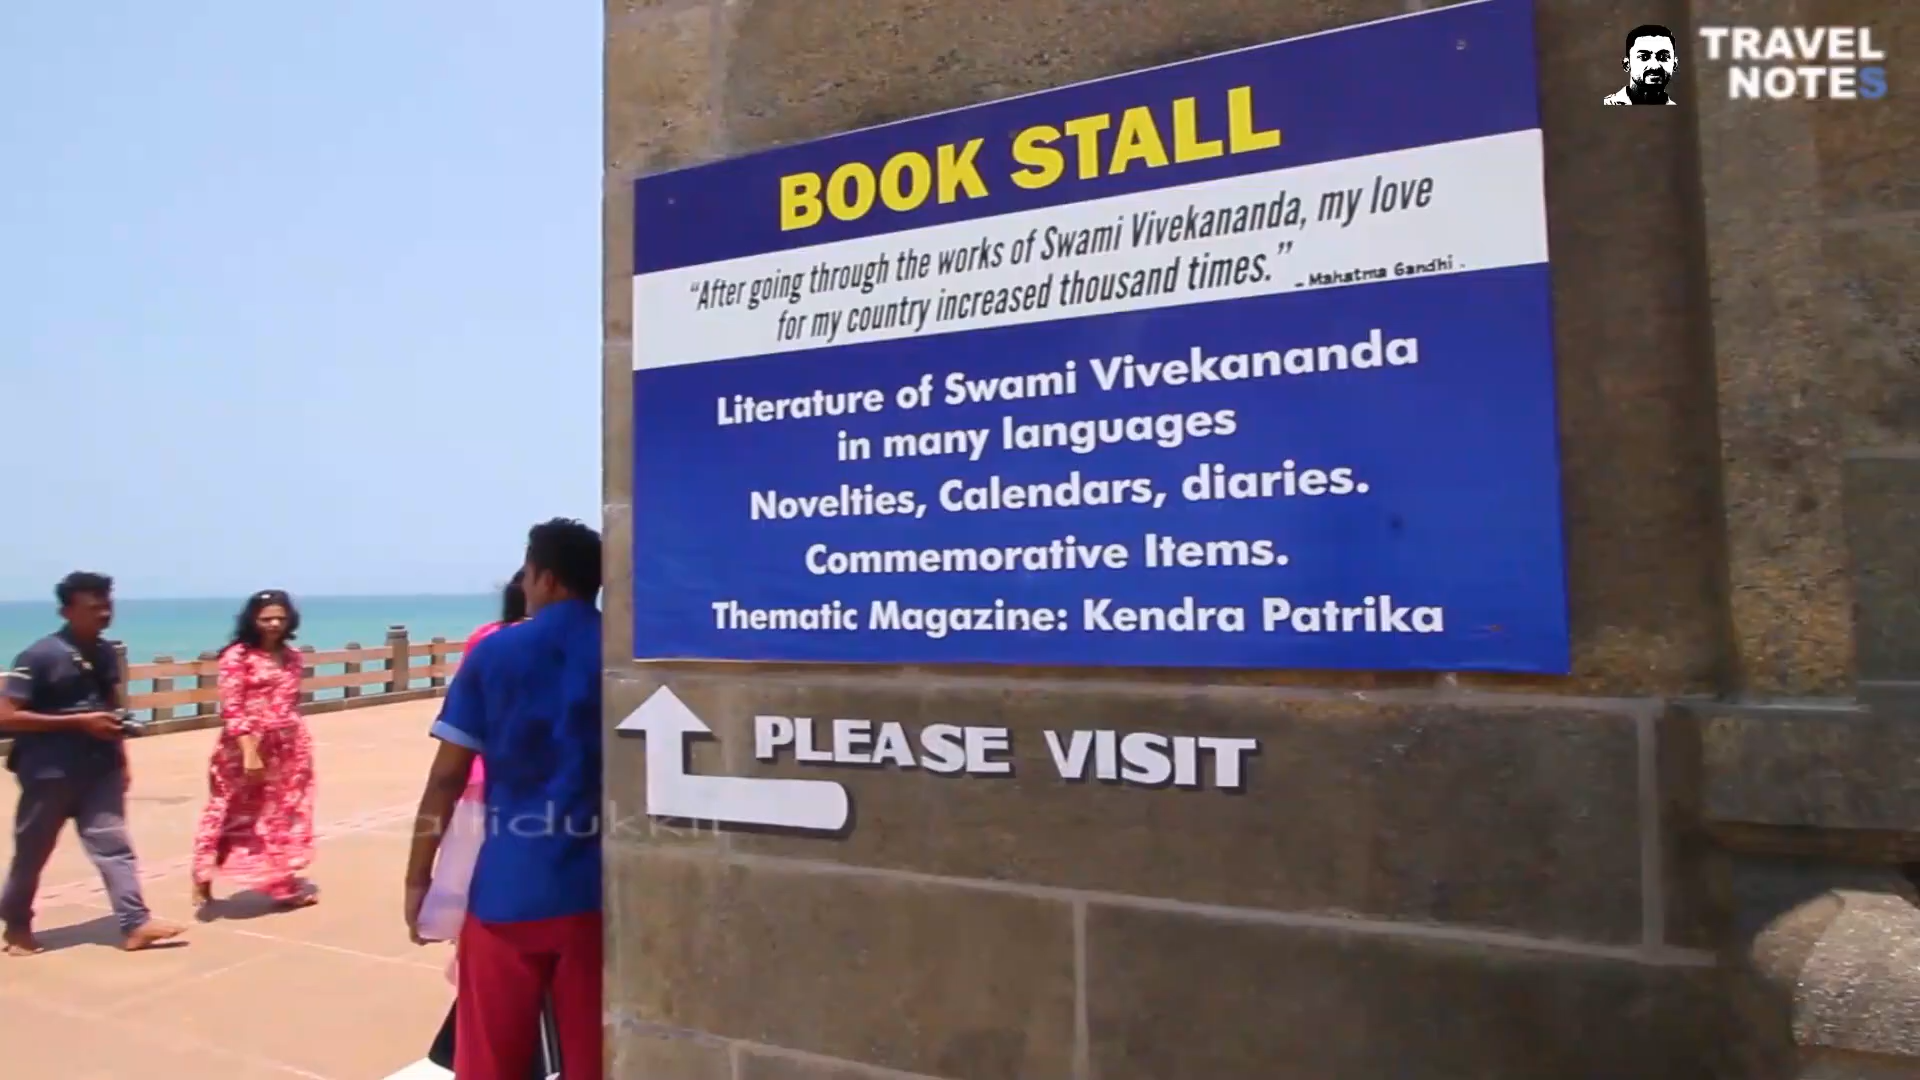 TRAVEL
NOTES
BOOK STALL
“After going through the works of Swami Vivekananda, my love
for my country increased thousand times.”
- Mahatma Gandhi .
Literature of Swami Vivekananda
in many languages
Novelties, Calendars, diaries.
Commemorative Items.
Thematic Magazine: Kendra Patrika
PLEASE VISIT